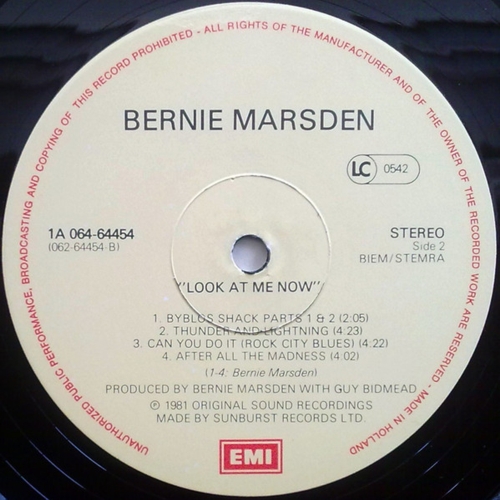 UNAUTHORIZED PUBLIC PERFORMANCE, BROADCASTING AND COPYING OF THIS RECORD PROHIBITED - ALL RIGHTS OF THE MANUFACTURER AND OF THE OWNER OF THE RECORDED WORK ARE RESERVED - MADE IN HOLLAND
BERNIE MARSDEN
LC 0542
1A 064-64454
(062-64454-B)
STEREO
Side 2
BIEM/STEMRA
"LOOK AT ME NOW"
1. BYBLOS SHACK PARTS 1 & 2 (2:05)
2. THUNDER AND LIGHTNING (4:23)
3. CAN YOU DO IT (ROCK CITY BLUES) (4:22)
4. AFTER ALL THE MADNESS (4:02)
(1-4: Bernie Marsden)
PRODUCED BY BERNIE MARSDEN WITH GUY BIDMEAD
℗ 1981 ORIGINAL SOUND RECORDINGS
MADE BY SUNBURST RECORDS LTD.
EMI